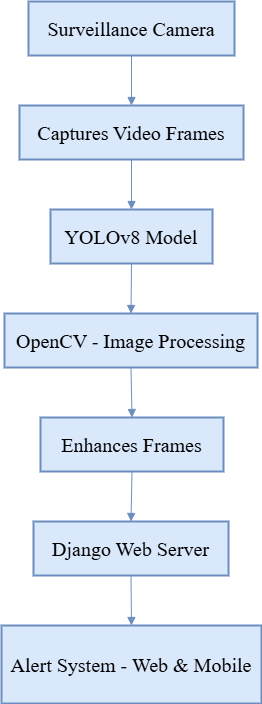 Surveillance Camera
Captures Video Frames
YOLOv8 Model
OpenCV - Image Processing
Enhances Frames
Django Web Server
Alert System - Web & Mobile